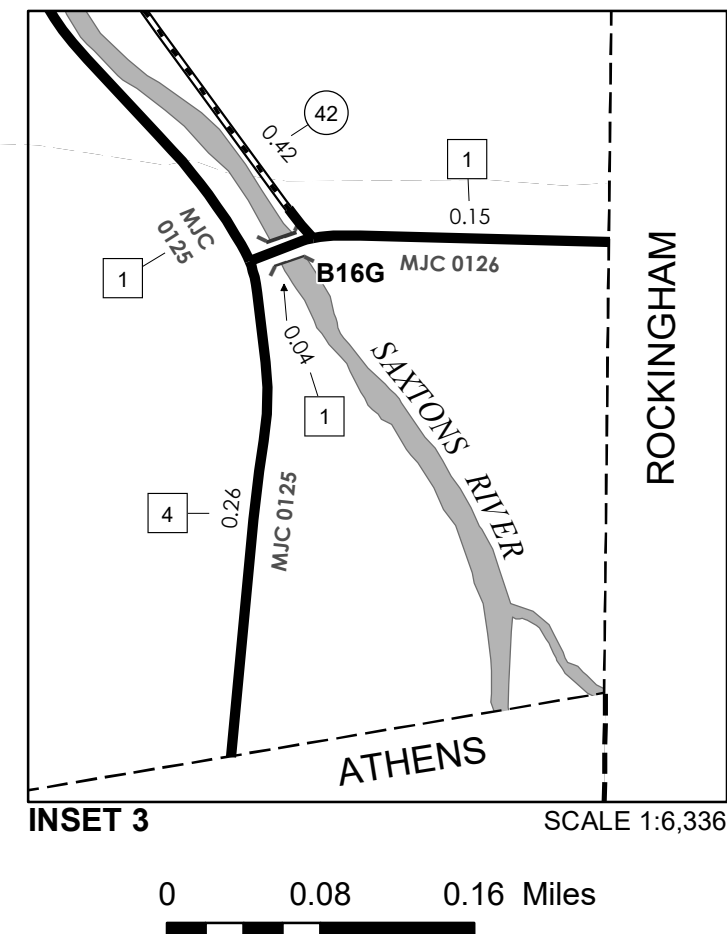 42
0.42
1
0.15
MJC
0125
1
B16G
MJC 0126
0.04
1
SAXTONS RIVER
ROCKINGHAM
4
0.26
MJC 0125
ATHENS
INSET 3
SCALE 1:6,336
0 0.08 0.16 Miles